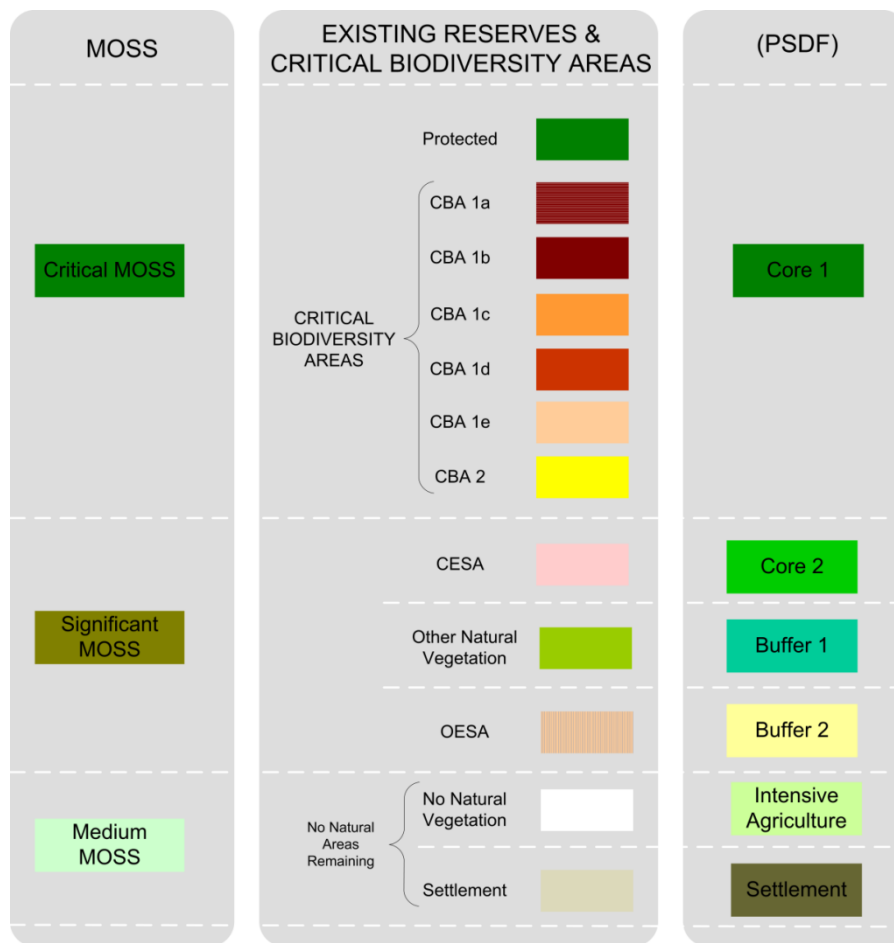 MOSS
EXISTING RESERVES &
CRITICAL BIODIVERSITY AREAS
(PSDF)
Protected
CBA 1a
CBA 1b
CBA 1c
CBA 1d
CBA 1e
CBA 2
CRITICAL
BIODIVERSITY
AREAS
Critical MOSS
Core 1
Significant
MOSS
CESA
Core 2
Other Natural
Vegetation
Buffer 1
OESA
Buffer 2
Medium
MOSS
No Natural
Areas
Remaining
No Natural
Vegetation
Intensive
Agriculture
Settlement
Settlement